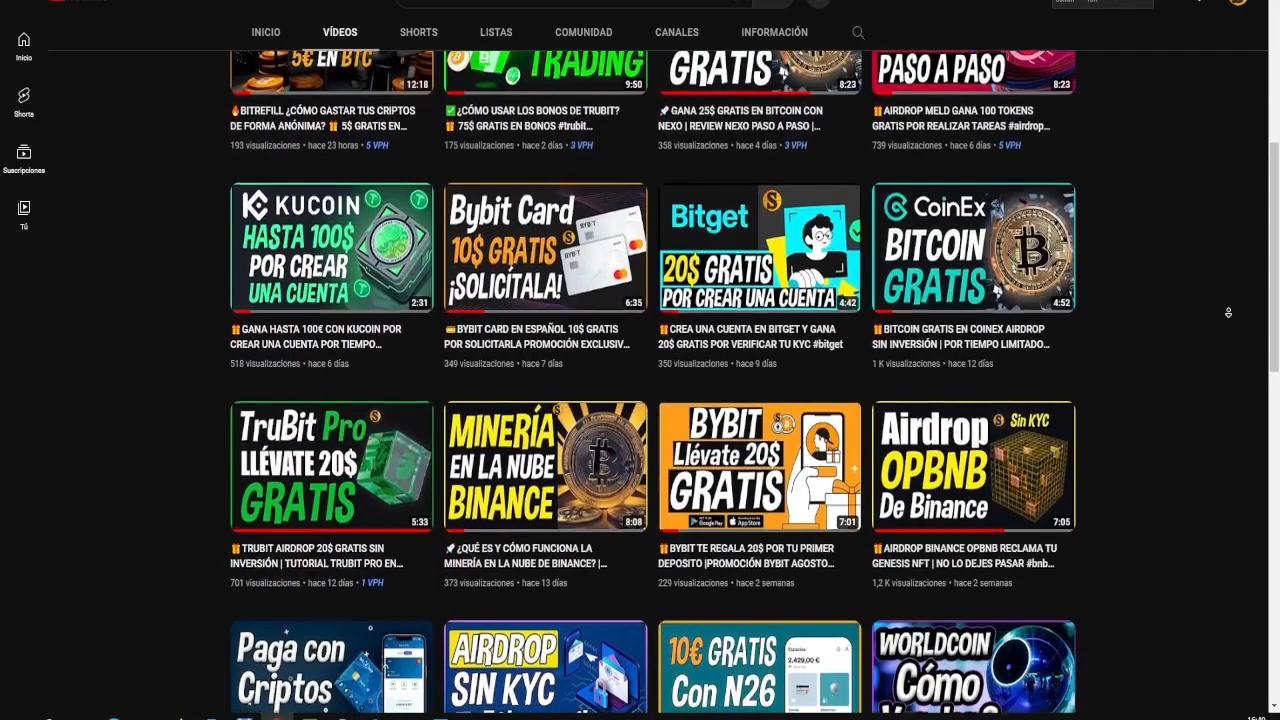 INICIO
VÍDEOS
SHORTS
LISTAS
COMUNIDAD
CANALES
INFORMACIÓN
Inicio
Shorts
Suscripciones
Tú
5€ EN BTC
12:18
🔥BITREFILL ¿CÓMO GASTAR TUS CRIPTOS
DE FORMA ANÓNIMA? 🎁 5$ GRATIS EN...
193 visualizaciones • hace 23 horas • 5 VPH
TRADING
9:50
✅¿CÓMO USAR LOS BONOS DE TRUBIT?
🎁 75$ GRATIS EN BONOS #trubit...
175 visualizaciones • hace 2 días • 3 VPH
GRATIS
8:23
🚀 GANA 25$ GRATIS EN BITCOIN CON
NEXO | REVIEW NEXO PASO A PASO |...
358 visualizaciones • hace 4 días • 3 VPH
PASO A PASO
8:23
🎁AIRDROP MELD GANA 100 TOKENS
GRATIS POR REALIZAR TAREAS #airdrop...
739 visualizaciones • hace 6 días • 5 VPH
KUCOIN
HASTA 100$
POR CREAR
UNA CUENTA
2:31
🎁GANA HASTA 100€ CON KUCOIN POR
CREAR UNA CUENTA POR TIEMPO...
518 visualizaciones • hace 6 días
Bybit Card
10$ GRATIS
¡SOLICÍTALA!
6:35
💳BYBIT CARD EN ESPAÑOL 10$ GRATIS
POR SOLICITARLA PROMOCIÓN EXCLUSIV...
349 visualizaciones • hace 7 días
Bitget
20$ GRATIS
POR CREAR UNA CUENTA
4:42
🎁CREA UNA CUENTA EN BITGET Y GANA
20$ GRATIS POR VERIFICAR TU KYC #bitget
350 visualizaciones • hace 9 días
CoinEx
BITCOIN
GRATIS
4:52
🎁BITCOIN GRATIS EN COINEX AIRDROP
SIN INVERSIÓN | POR TIEMPO LIMITADO...
1 K visualizaciones • hace 12 días
TruBit Pro
LLÉVATE 20$
GRATIS
5:33
🎁TRUBIT AIRDROP 20$ GRATIS SIN
INVERSIÓN | TUTORIAL TRUBIT PRO EN...
701 visualizaciones • hace 12 días • 1 VPH
MINERÍA
EN LA NUBE
BINANCE
8:08
🚀 ¿QUÉ ES Y CÓMO FUNCIONA LA
MINERÍA EN LA NUBE DE BINANCE? |...
373 visualizaciones • hace 13 días
BYBIT
Llévate 20$
GRATIS
Google Play
App Store
7:01
🎁BYBIT TE REGALA 20$ POR TU PRIMER
DEPOSITO |PROMOCIÓN BYBIT AGOSTO...
229 visualizaciones • hace 2 semanas
Airdrop
Sin KYC
OPBNB
De Binance
7:05
🎁AIRDROP BINANCE OPBNB RECLAMA TU
GENESIS NFT | NO LO DEJES PASAR #bnb...
1,2 K visualizaciones • hace 2 semanas
Paga con
Criptos
AIRDROP
SIN KYC
10€ GRATIS
Con N26
Espacios
2.429,00 €
WORLDCOIN
Cómo